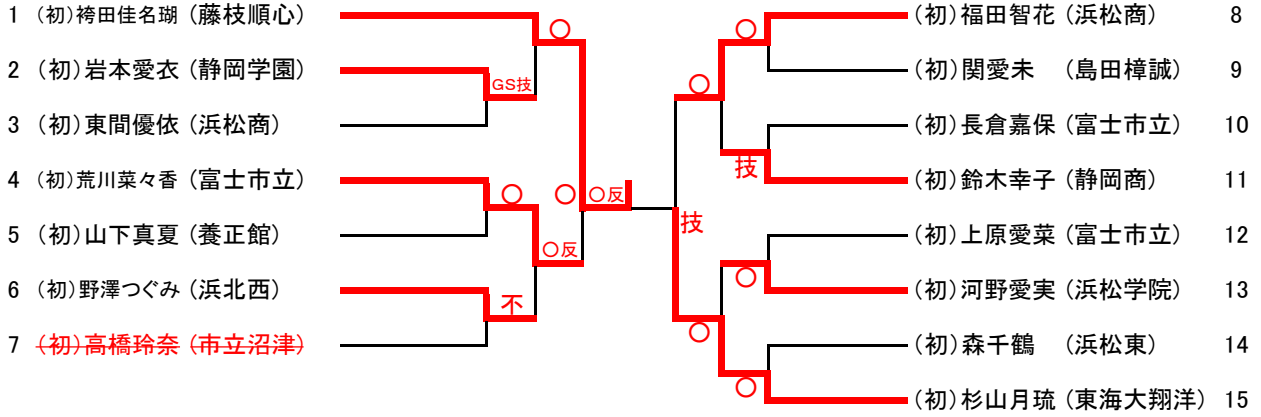 1 (初)袴田佳名瑚 (藤枝順心)
2 (初)岩本愛衣 (静岡学園)
3 (初)東間優依 (浜松商)
4 (初)荒川菜々香 (富士市立)
5 (初)山下真夏 (養正館)
6 (初)野澤つぐみ (浜北西)
7 (初)高橋玲奈 (市立沼津)
〇
GS技
〇
〇反
不
〇
〇反
技
〇
〇
技
〇
〇
〇
(初)福田智花 (浜松商) 8
(初)関愛未 (島田樟誠) 9
(初)長倉嘉保 (富士市立) 10
(初)鈴木幸子 (静岡商) 11
(初)上原愛菜 (富士市立) 12
(初)河野愛実 (浜松学院) 13
(初)森千鶴 (浜松東) 14
(初)杉山月琉 (東海大翔洋) 15